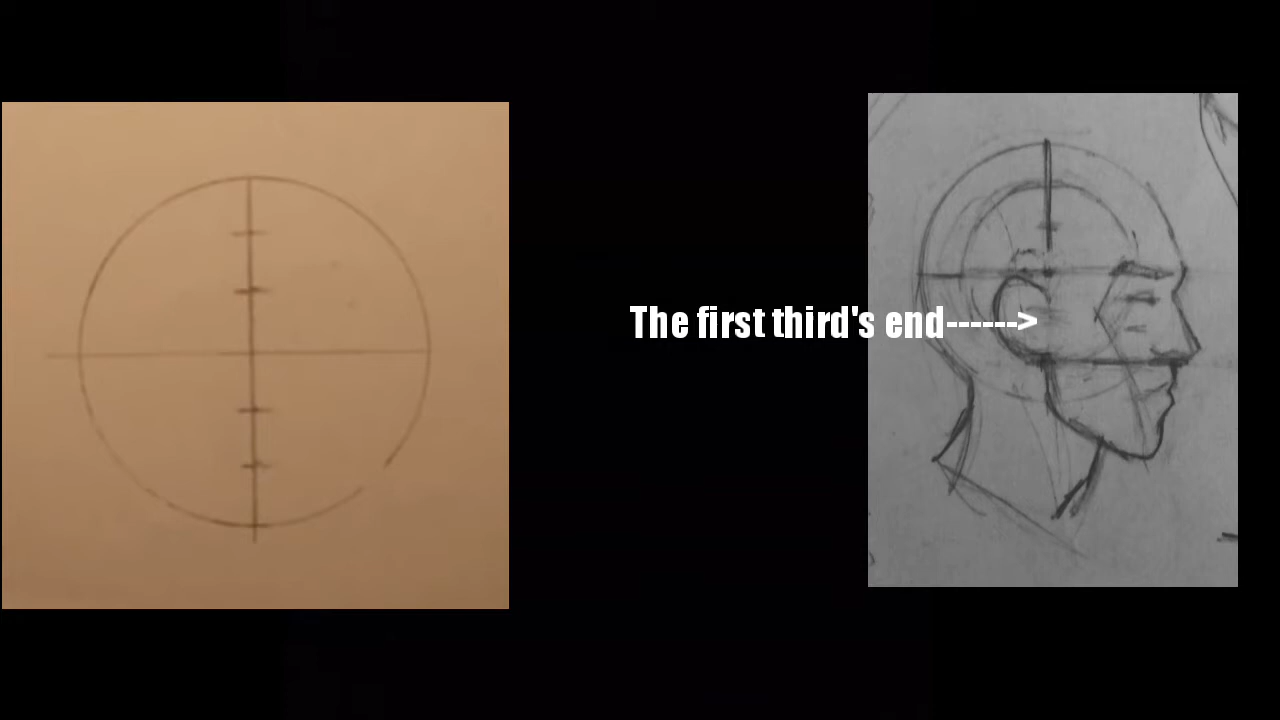 The first third's end------>